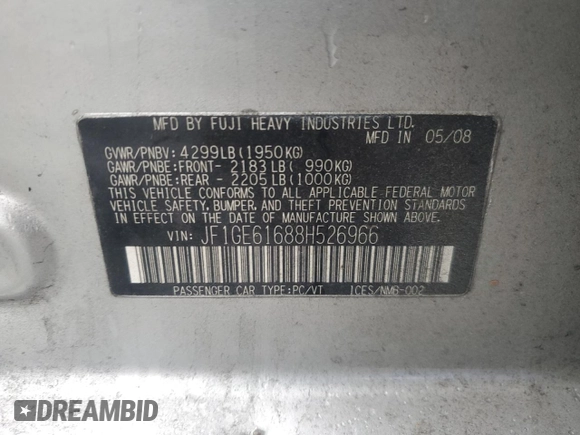 MFD BY FUJI HEAVY INDUSTRIES LTD.
MFD IN 05/08
GVWR/PNBV: 4299LB(1950KG)
GAWR/PNBE:FRONT- 2183LB( 990KG)
GAWR/PNBE:REAR - 2205LB(1000KG)
THIS VEHICLE CONFORMS TO ALL APPLICABLE FEDERAL MOTOR
VEHICLE SAFETY, BUMPER, AND THEFT PREVENTION STANDARDS
IN EFFECT ON THE DATE OF MANUFACTURE SHOWN ABOVE.
VIN: JF1GE61688H526966
PASSENGER CAR TYPE:PC/VT ICES/NMB-002
DREAMBID